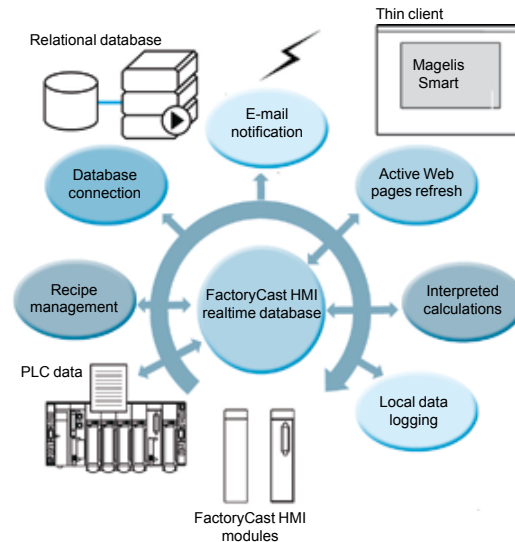 Thin client
Relational database
Magelis
Smart
E-mail
notification
Database
connection
Active Web
pages refresh
Recipe
management
FactoryCast HMI
realtime database
Interpreted
calculations
PLC data
Local data
logging
FactoryCast HMI
modules